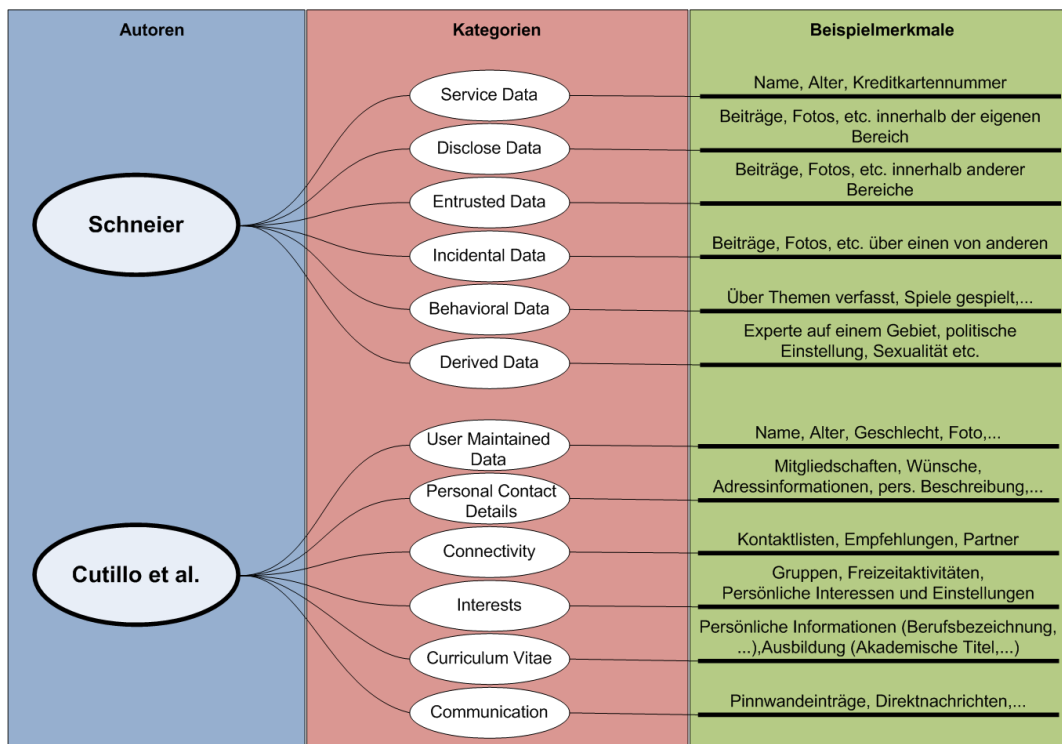 Autoren
Kategorien
Beispielmerkmale
Schneier
Service Data
Name, Alter, Kreditkartennummer
Disclose Data
Beiträge, Fotos, etc. innerhalb der eigenen
Bereich
Entrusted Data
Beiträge, Fotos, etc. innerhalb anderer
Bereiche
Incidental Data
Beiträge, Fotos, etc. über einen von anderen
Behavioral Data
Über Themen verfasst, Spiele gespielt,...
Derived Data
Experte auf einem Gebiet, politische
Einstellung, Sexualität etc.
Cutillo et al.
User Maintained
Data
Name, Alter, Geschlecht, Foto,...
Personal Contact
Details
Mitgliedschaften, Wünsche,
Adressinformationen, pers. Beschreibung,...
Connectivity
Kontaktlisten, Empfehlungen, Partner
Interests
Gruppen, Freizeitaktivitäten,
Persönliche Interessen und Einstellungen
Curriculum Vitae
Persönliche Informationen (Berufsbezeichnung,
...),Ausbildung (Akademische Titel,...)
Communication
Pinnwandeinträge, Direktnachrichten,...